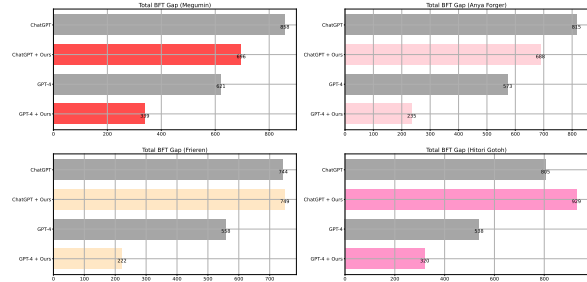 Total BFT Gap (Megumin)
ChatGPT
858
ChatGPT + Ours
696
GPT-4
621
GPT-4 + Ours
339
0 200 400 600 800
Total BFT Gap (Anya Forger)
ChatGPT
815
ChatGPT + Ours
688
GPT-4
573
GPT-4 + Ours
235
0 100 200 300 400 500 600 700 800
Total BFT Gap (Frieren)
ChatGPT
744
ChatGPT + Ours
749
GPT-4
558
GPT-4 + Ours
222
0 100 200 300 400 500 600 700
Total BFT Gap (Hitori Gotoh)
ChatGPT
805
ChatGPT + Ours
929
GPT-4
538
GPT-4 + Ours
320
0 200 400 600 800